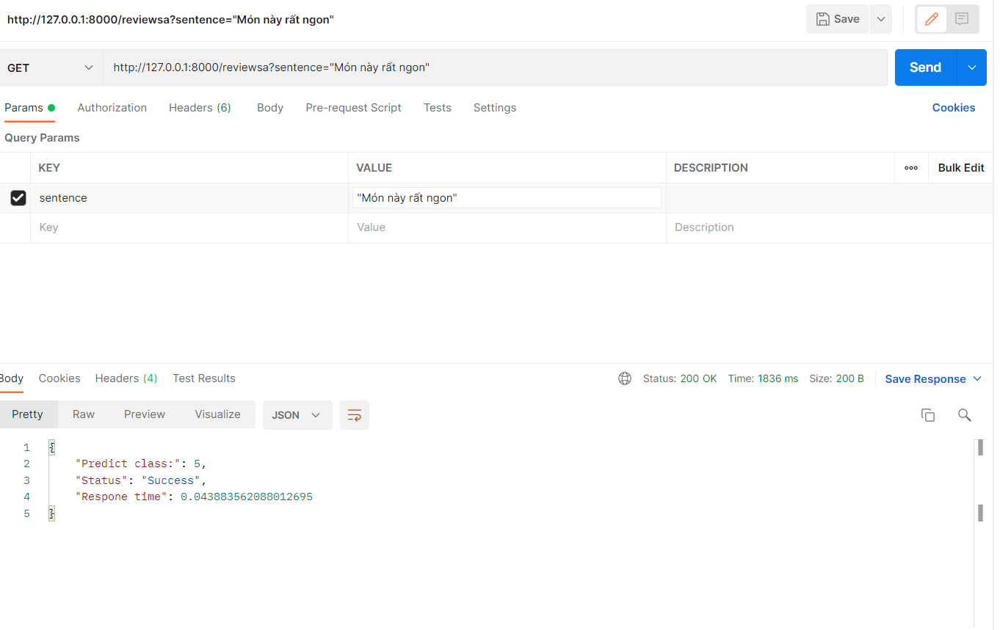 http://127.0.0.1:8000/reviewsa?sentence="Món này rất ngon"
Save
GET
http://127.0.0.1:8000/reviewsa?sentence="Món này rất ngon"
Send
Params Authorization Headers (6) Body Pre-request Script Tests Settings Cookies
Query Params
KEY VALUE DESCRIPTION ooo Bulk Edit
sentence "Món này rất ngon"
Key Value Description
Body Cookies Headers (4) Test Results Status: 200 OK Time: 1836 ms Size: 200 B Save Response
Pretty Raw Preview Visualize JSON
1 {
2 "Predict class:": 5,
3 "Status": "Success",
4 "Respone time": 0.043883562088012695
5 }